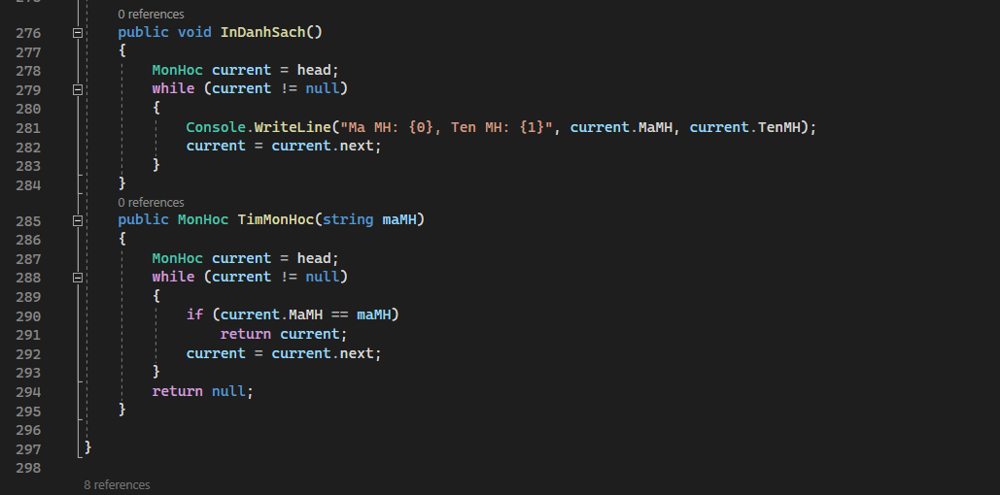 0 references
276 public void InDanhSach()
277 {
278 MonHoc current = head;
279 while (current != null)
280 {
281 Console.WriteLine("Ma MH: {0}, Ten MH: {1}", current.MaMH, current.TenMH);
282 current = current.next;
283 }
284 }
0 references
285 public MonHoc TimMonHoc(string maMH)
286 {
287 MonHoc current = head;
288 while (current != null)
289 {
290 if (current.MaMH == maMH)
291 return current;
292 current = current.next;
293 }
294 return null;
295 }
296
297 }
298
8 references